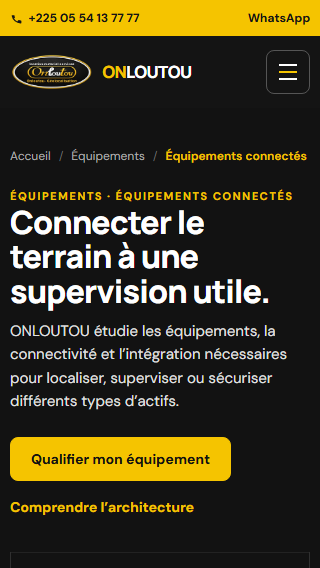 +225 05 54 13 77 77
WhatsApp
Onloutou
ONLOUTOU
Accueil / Équipements / Équipements connectés
ÉQUIPEMENTS · ÉQUIPEMENTS CONNECTÉS
Connecter le
terrain à une
supervision utile.
ONLOUTOU étudie les équipements, la
connectivité et l’intégration nécessaires
pour localiser, superviser ou sécuriser
différents types d’actifs.
Qualifier mon équipement
Comprendre l’architecture